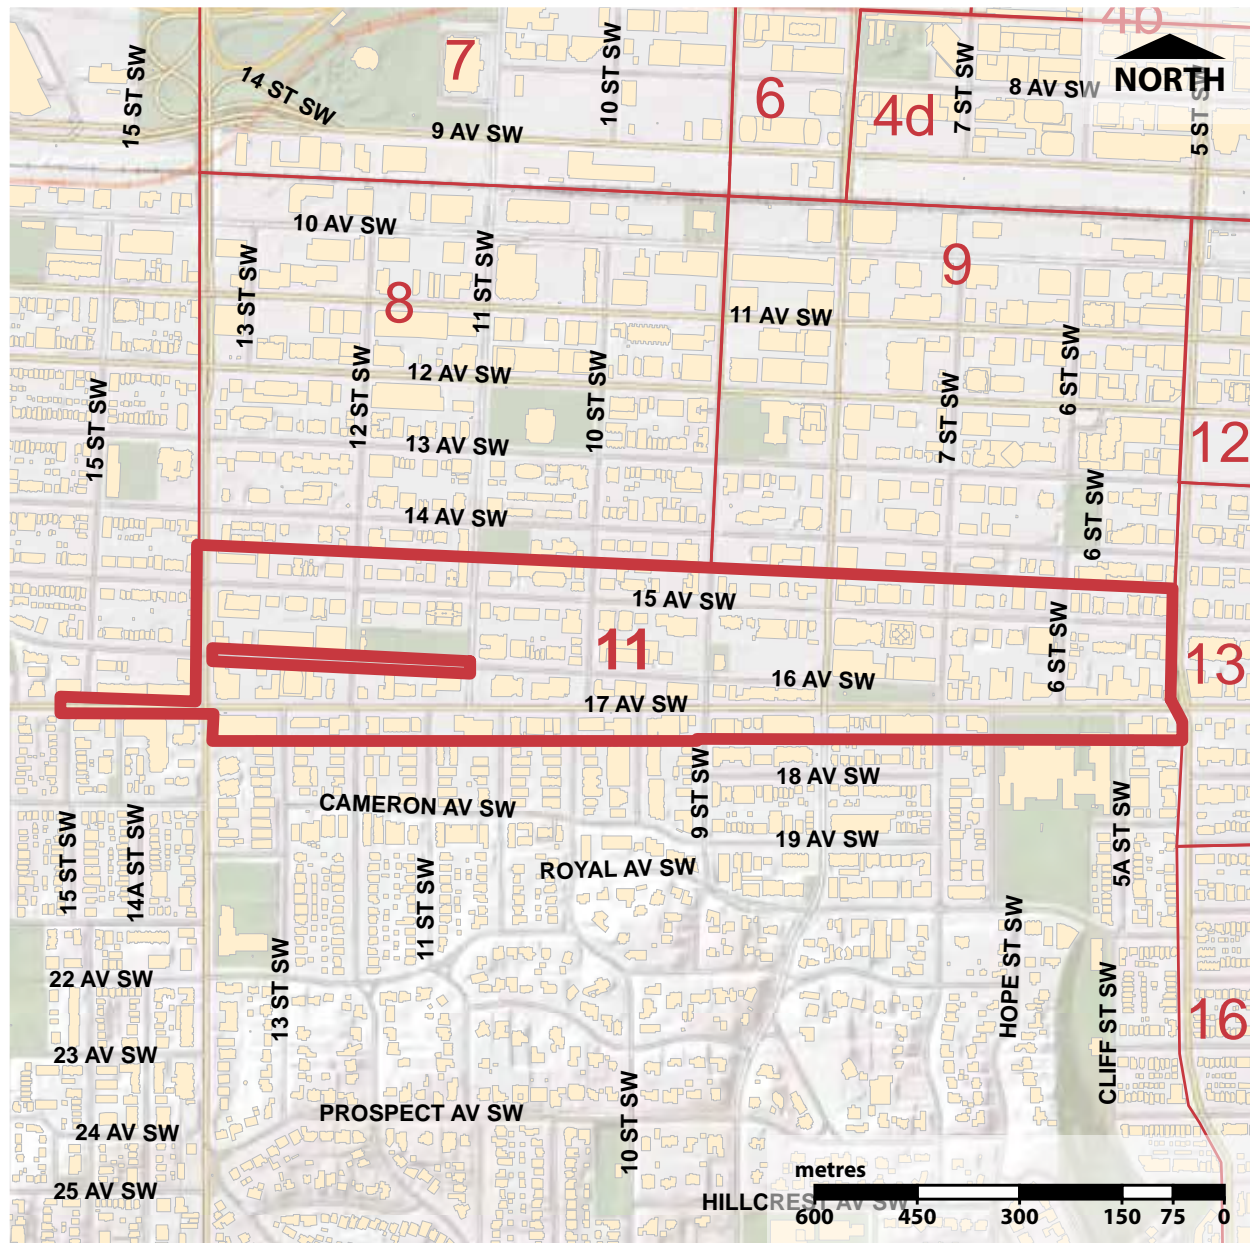 4b
NORTH
7
6
4d
15 ST SW
14 ST SW
10 ST SW
7 ST SW
8 AV SW
5 ST SW
9 AV SW
10 AV SW
13 ST SW
11 ST SW
9
8
11 AV SW
12 AV SW
12 ST SW
10 ST SW
6 ST SW
7 ST SW
15 ST SW
13 AV SW
12
14 AV SW
6 ST SW
15 AV SW
11
6 ST SW
13
16 AV SW
17 AV SW
9 ST SW
18 AV SW
CAMERON AV SW
5A ST SW
19 AV SW
15 ST SW
14A ST SW
11 ST SW
ROYAL AV SW
HOPE ST SW
22 AV SW
13 ST SW
CLIFF ST SW
16
23 AV SW
10 ST SW
PROSPECT AV SW
24 AV SW
25 AV SW
metres
HILLCREST AV SW
600 450 300 150 75 0